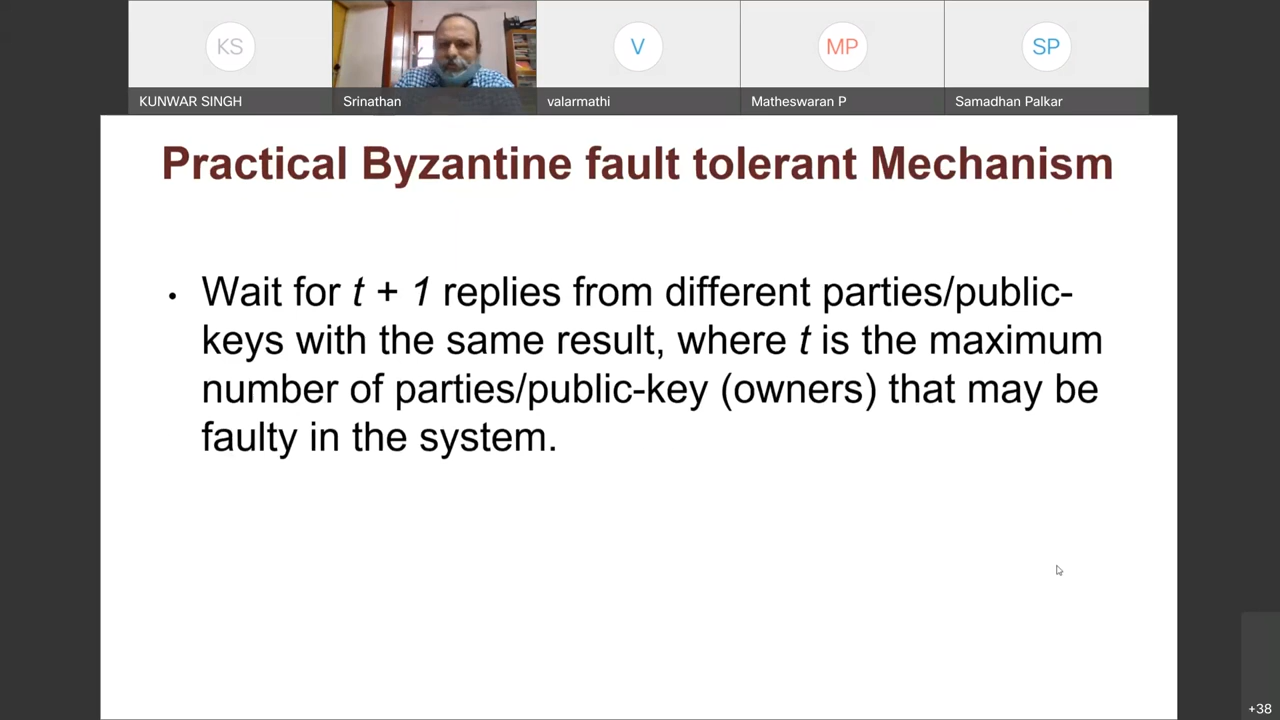 KS
V
MP
SP
KUNWAR SINGH
Srinathan
valarmathi
Matheswaran P
Samadhan Palkar
Practical Byzantine fault tolerant Mechanism
• Wait for t + 1 replies from different parties/public-
keys with the same result, where t is the maximum
number of parties/public-key (owners) that may be
faulty in the system.
+38